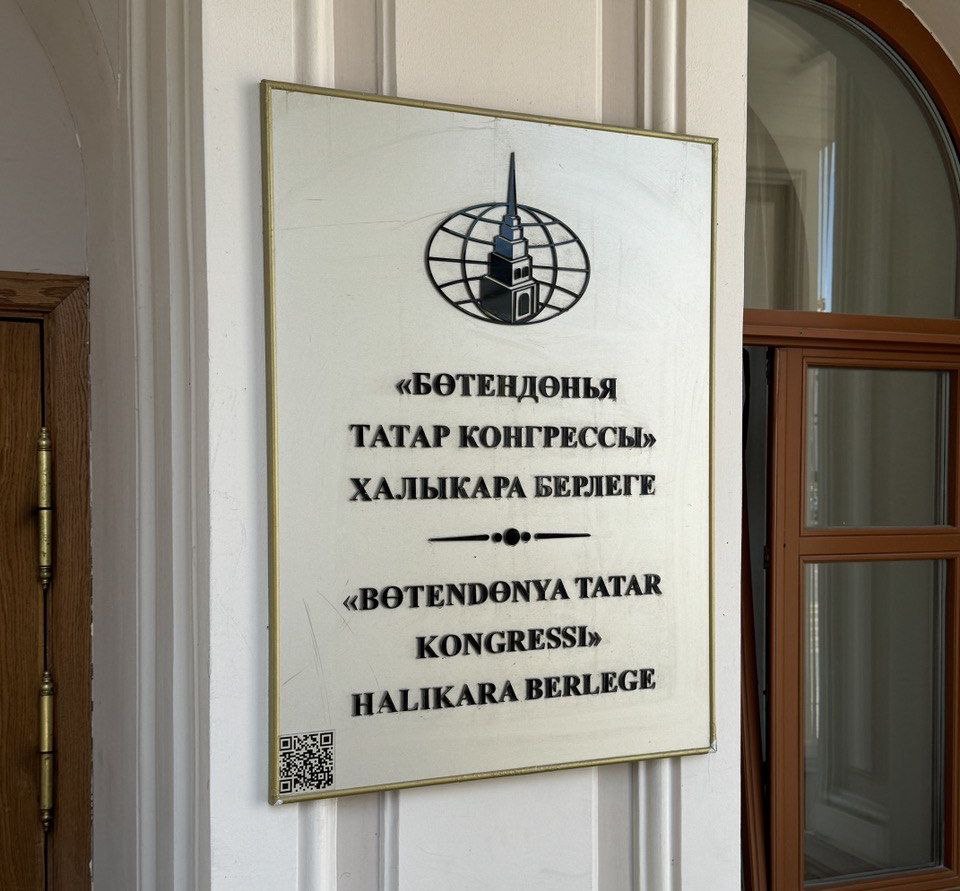 «БӨТЕНДӨНЬЯ
ТАТАР КОНГРЕССЫ»
ХАЛЫКАРА БЕРЛЕГЕ
«BӨTENDӨNYA TATAR
KONGRESSI»
HALIKARA BERLEGE